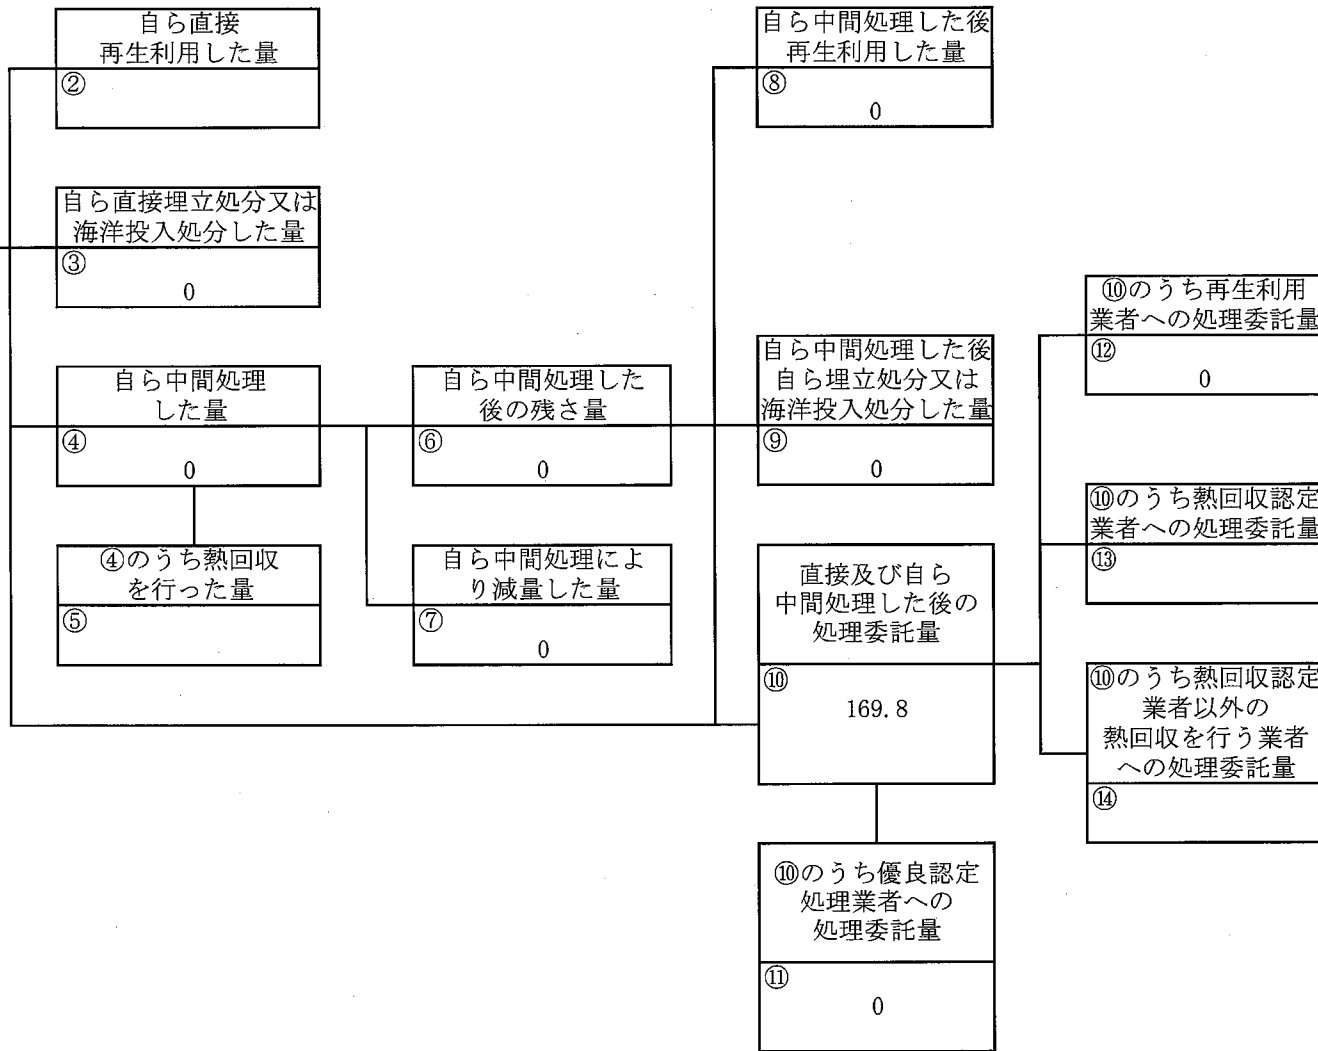 自ら直接
再生利用した量
②
自ら直接埋立処分又は
海洋投入処分した量
③
0
自ら中間処理
した量
④
0
④のうち熱回収
を行った量
⑤
自ら中間処理した
後の残さ量
⑥
0
自ら中間処理によ
り減量した量
⑦
0
自ら中間処理した後
再生利用した量
⑧
0
自ら中間処理した後
自ら埋立処分又は
海洋投入処分した量
⑨
0
直接及び自ら
中間処理した後の
処理委託量
⑩
169.8
⑩のうち優良認定
処理業者への
処理委託量
⑪
0
⑩のうち再生利用
業者への処理委託量
⑫
0
⑩のうち熱回収認定
業者への処理委託量
⑬
⑩のうち熱回収認定
業者以外の
熱回収を行う業者
への処理委託量
⑭